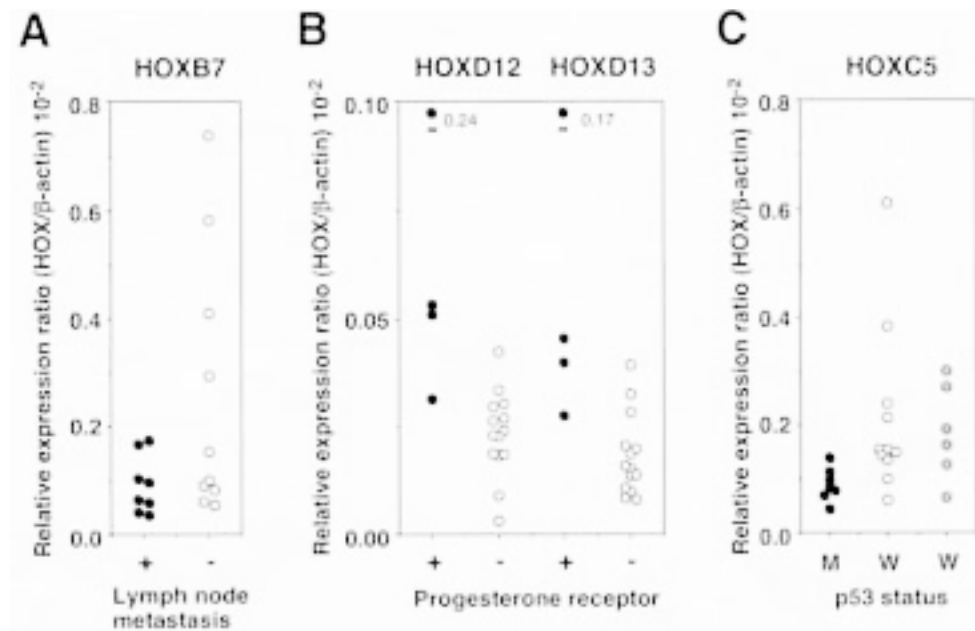 A
HOXB7
Relative expression ratio (HOX/β-actin) 10-2
0.8
0.6
0.4
0.2
0.0
+ -
Lymph node
metastasis
B
HOXD12 HOXD13
Relative expression ratio (HOX/β-actin) 10-2
0.10
0.05
0.00
0.24
0.17
+ - + -
Progesterone receptor
C
HOXC5
Relative expression ratio (HOX/β-actin) 10-2
0.8
0.6
0.4
0.2
0.0
M W W
p53 status